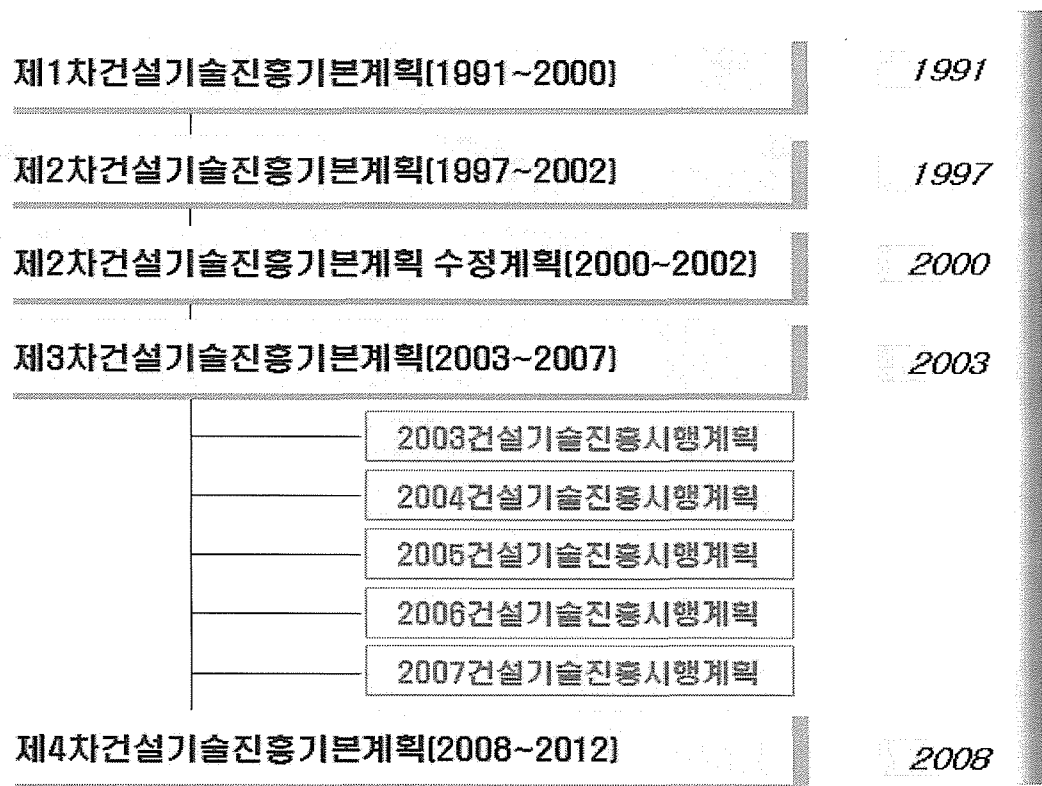 제1차건설기술진흥기본계획(1991~2000) 1991
제2차건설기술진흥기본계획(1997~2002) 1997
제2차건설기술진흥기본계획 수정계획(2000~2002) 2000
제3차건설기술진흥기본계획(2003~2007) 2003
2003건설기술진흥시행계획
2004건설기술진흥시행계획
2005건설기술진흥시행계획
2006건설기술진흥시행계획
2007건설기술진흥시행계획
제4차건설기술진흥기본계획(2008~2012) 2008